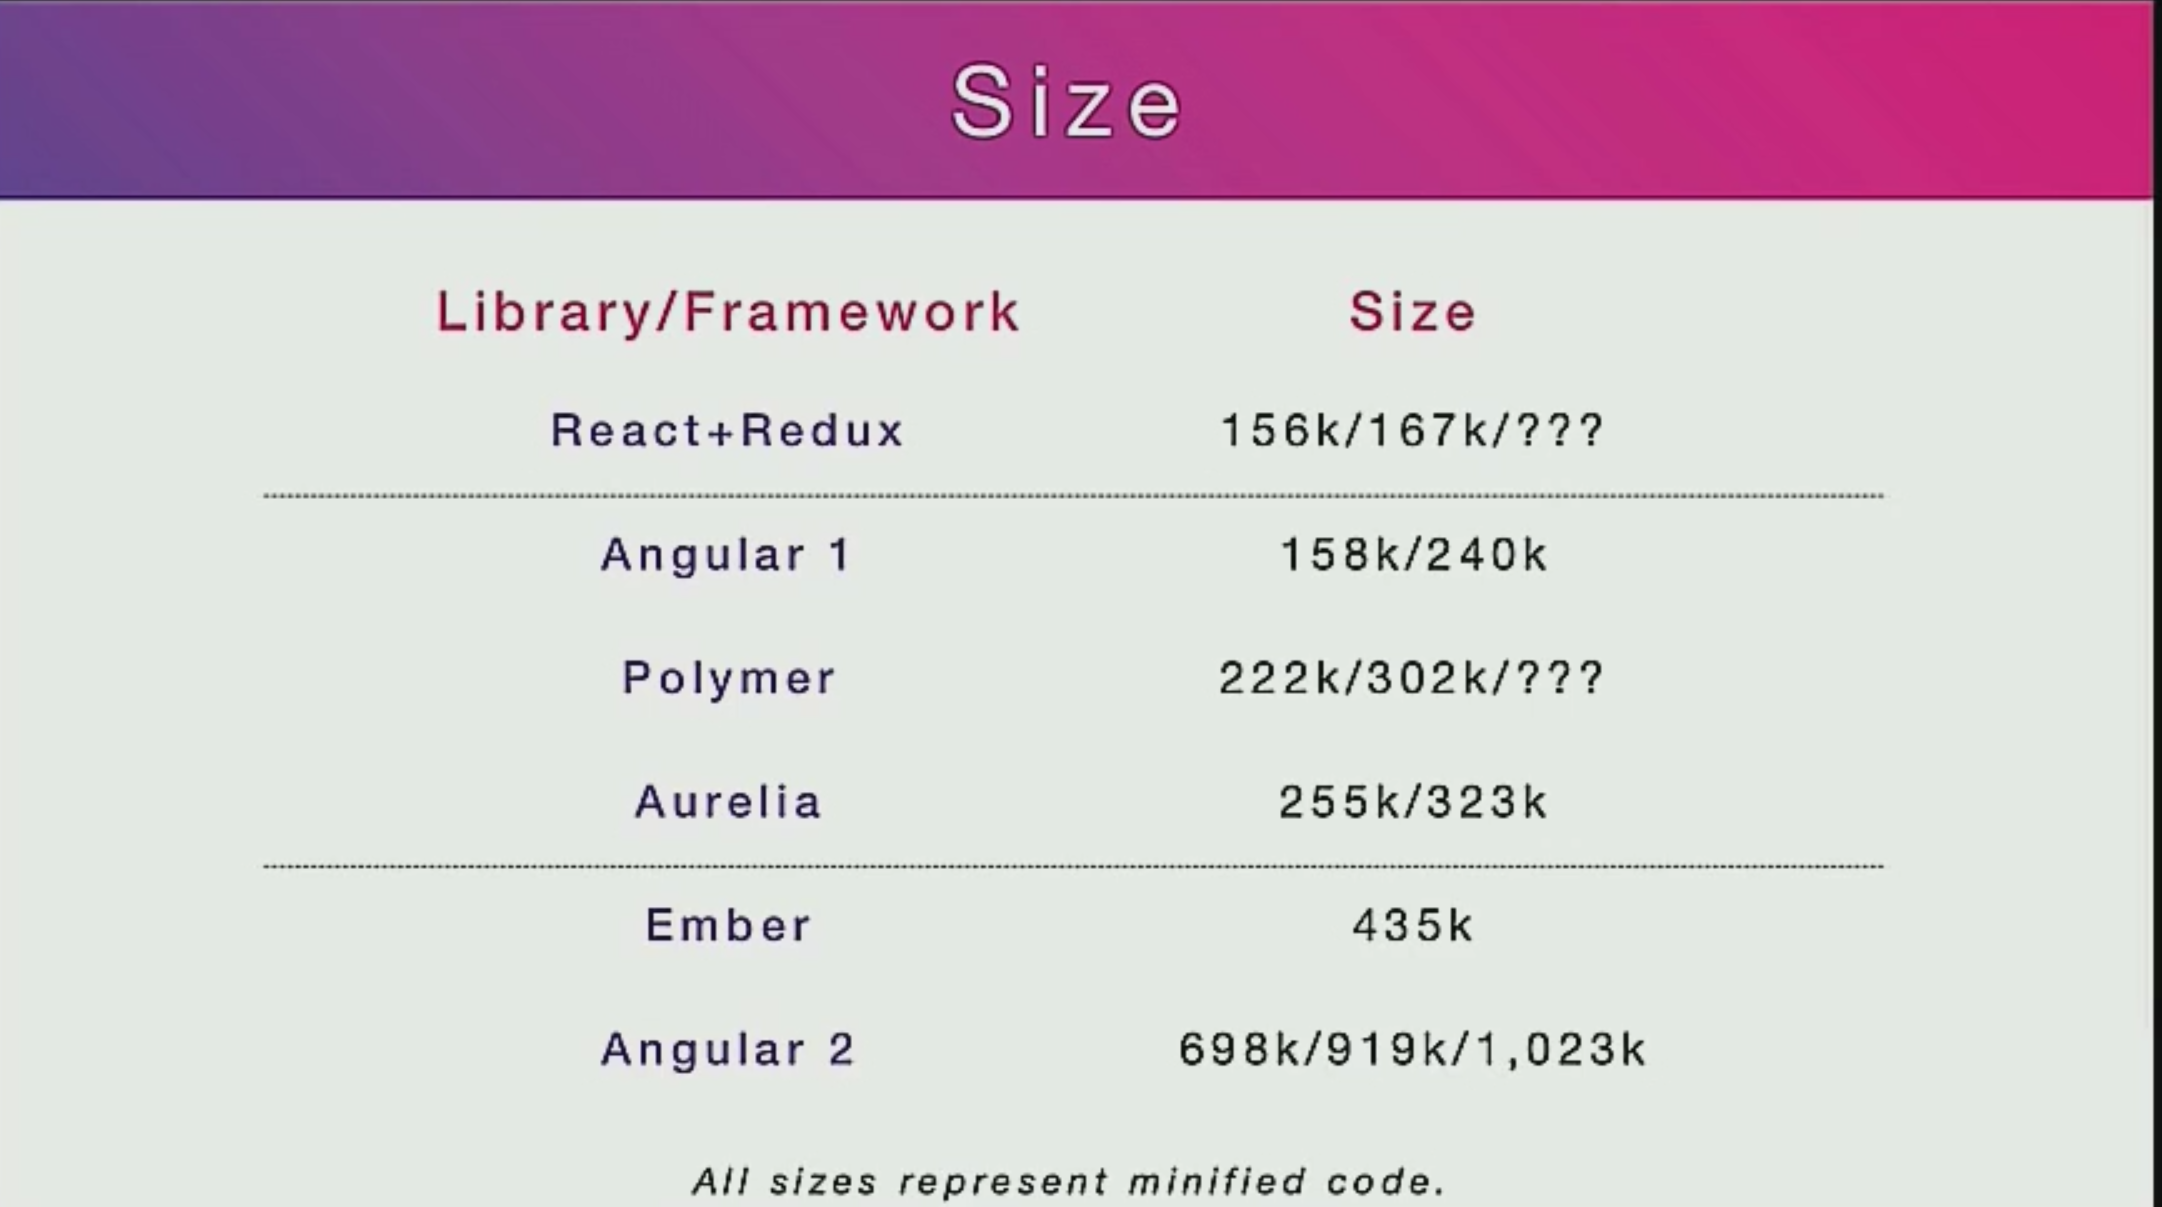 Size
Library/Framework Size
React+Redux 156k/167k/???
Angular 1 158k/240k
Polymer 222k/302k/???
Aurelia 255k/323k
Ember 435k
Angular 2 698k/919k/1,023k
All sizes represent minified code.